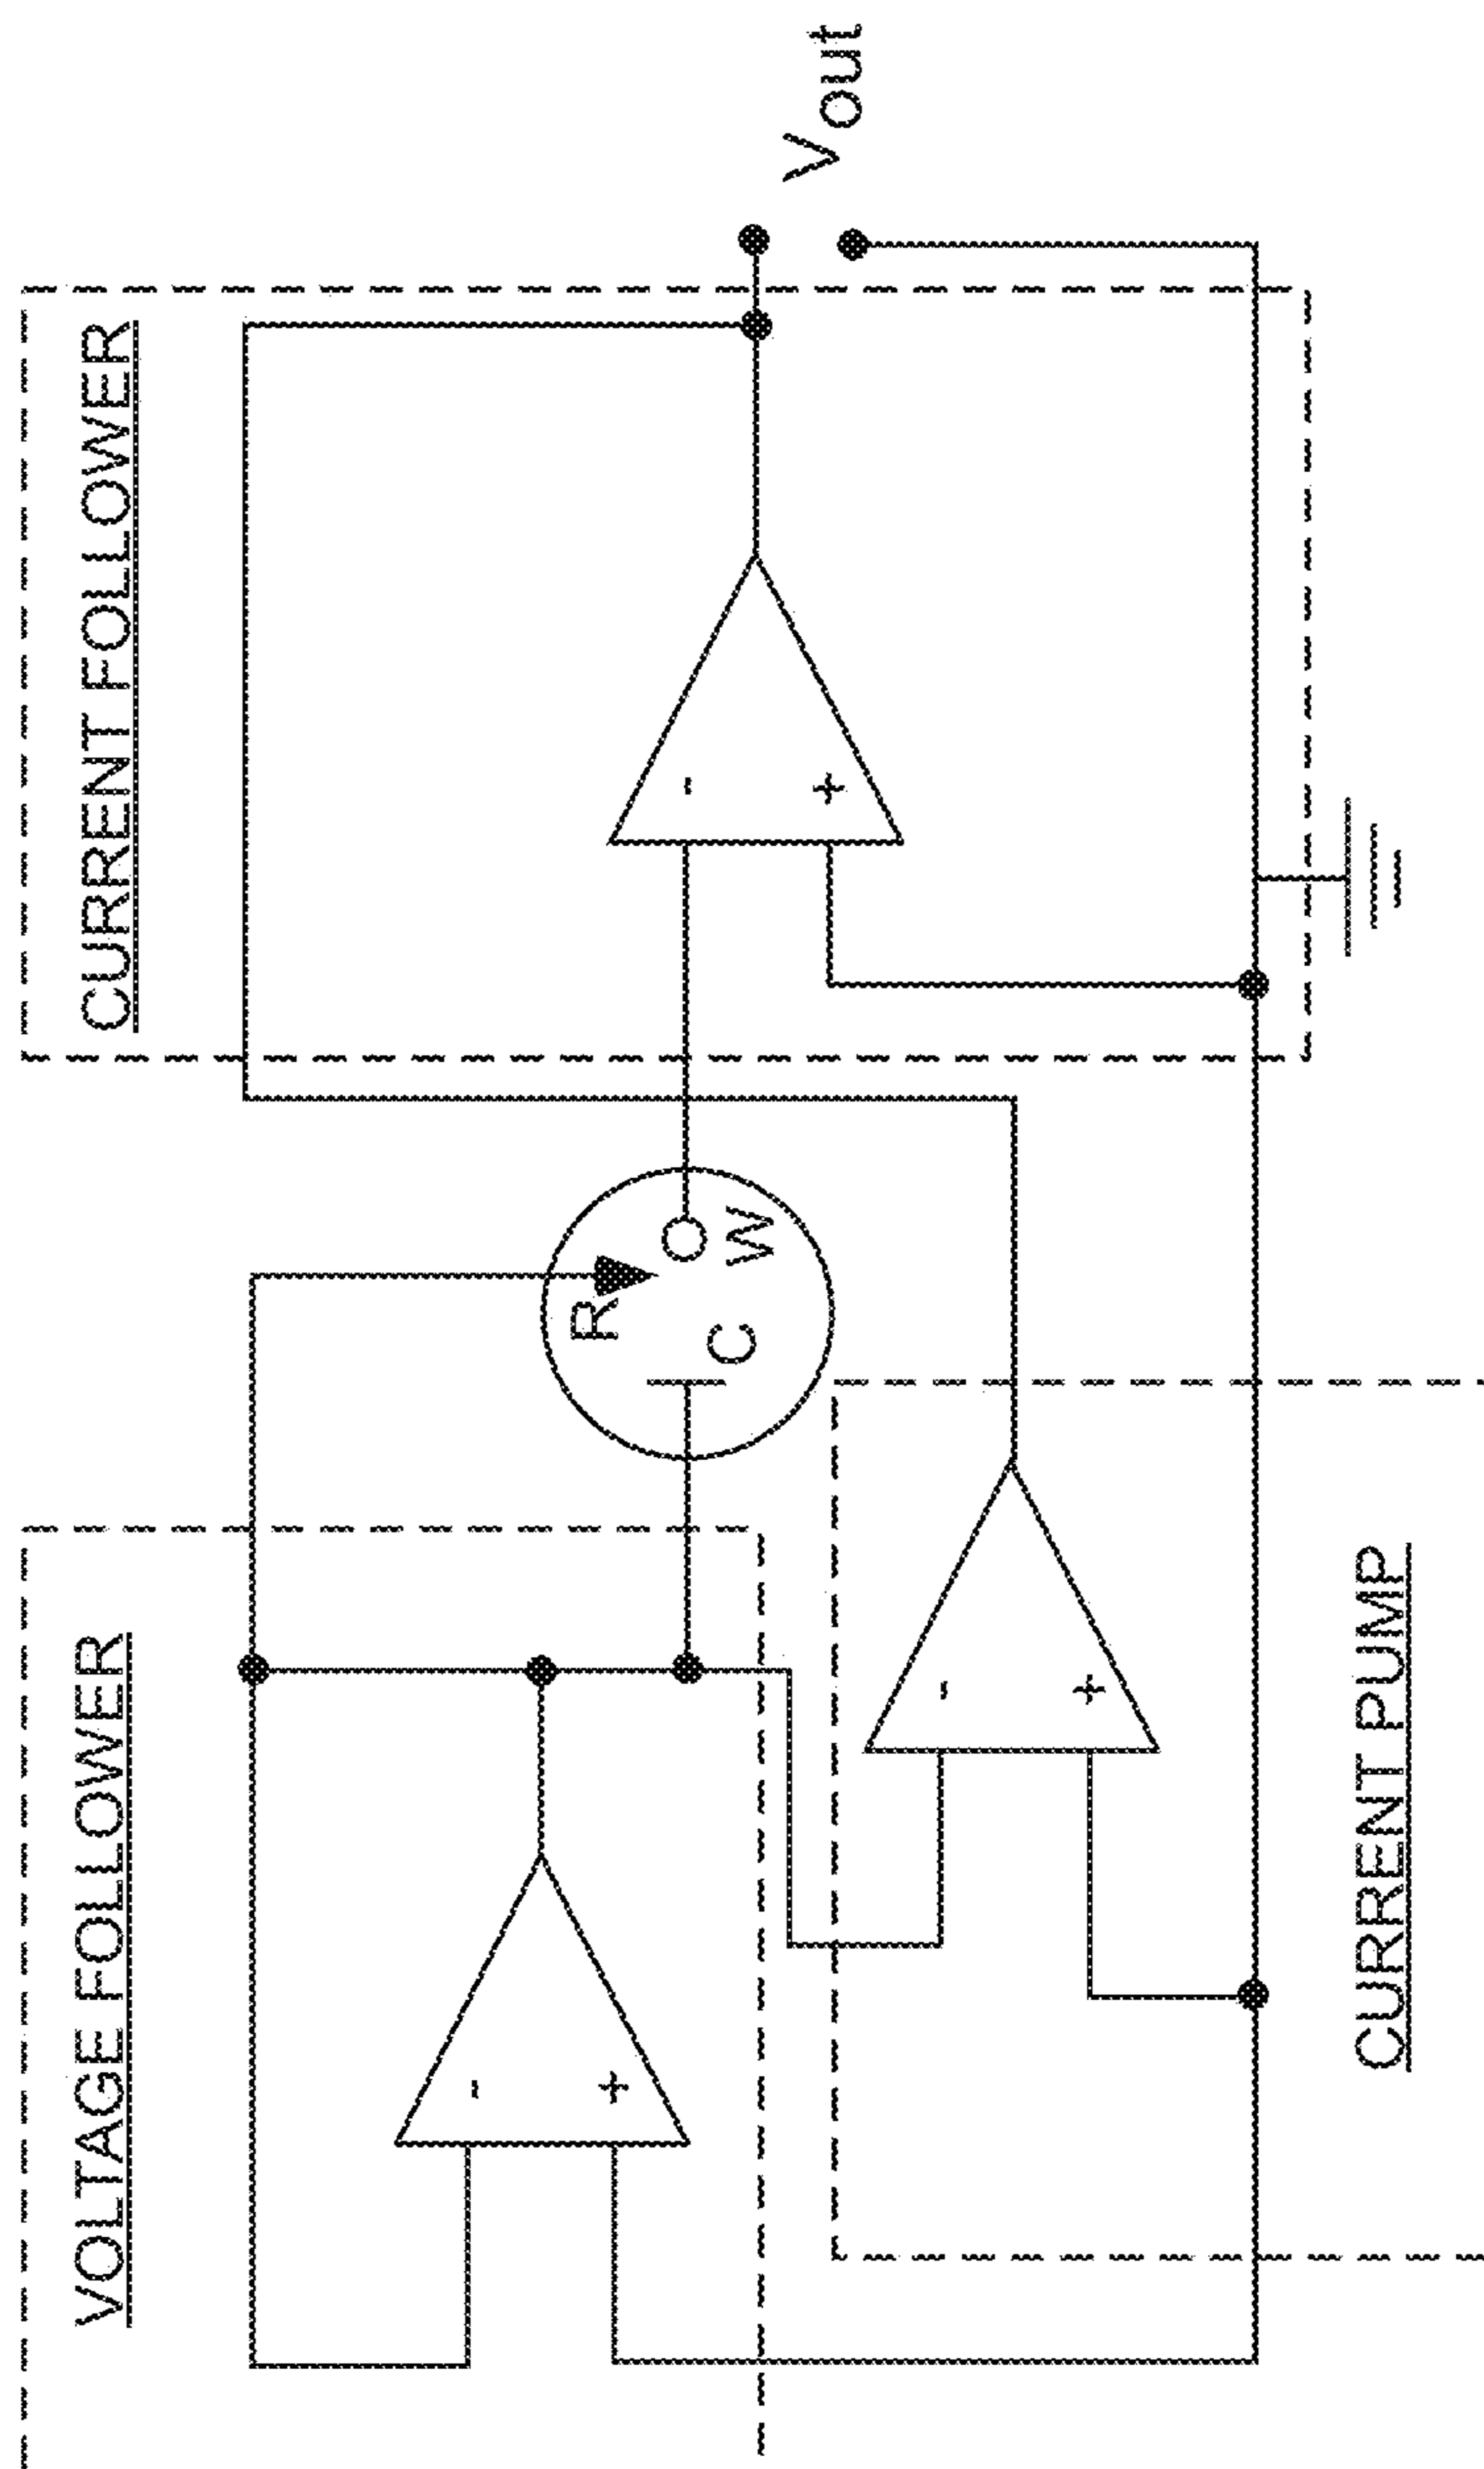 VOLTAGE FOLLOWER
CURRENT FOLLOWER
-
+
R
C W
-
+
Vout
-
+
CURRENT PUMP